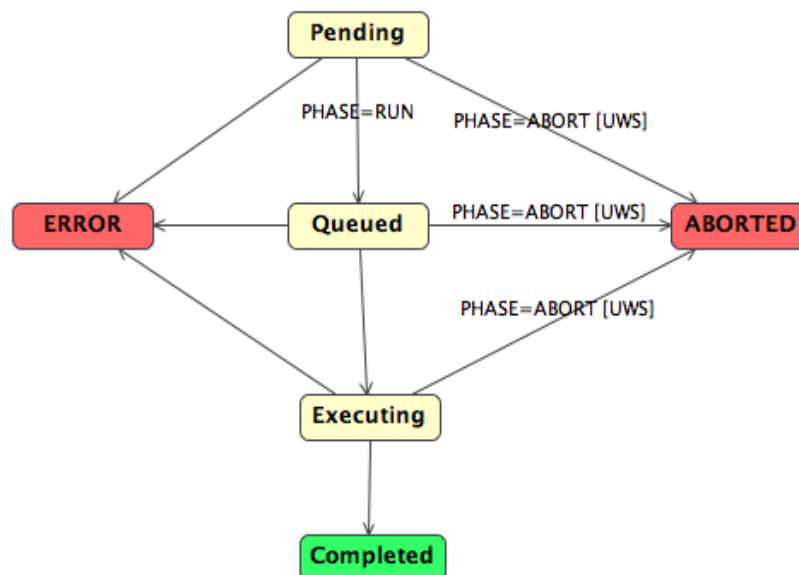 Pending
PHASE=RUN
PHASE=ABORT [UWS]
ERROR
Queued
PHASE=ABORT [UWS]
ABORTED
PHASE=ABORT [UWS]
Executing
Completed